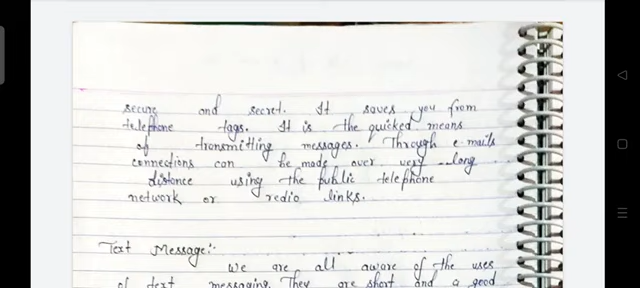 secure and secret. It saves you from
telephone tags. It is the quicked means
of transmitting messages. Through e-mails
connections can be made over very long
distance using the public telephone
network or redio links.
Text Message:-
We are all aware of the uses
of text messaging. They are short and a good